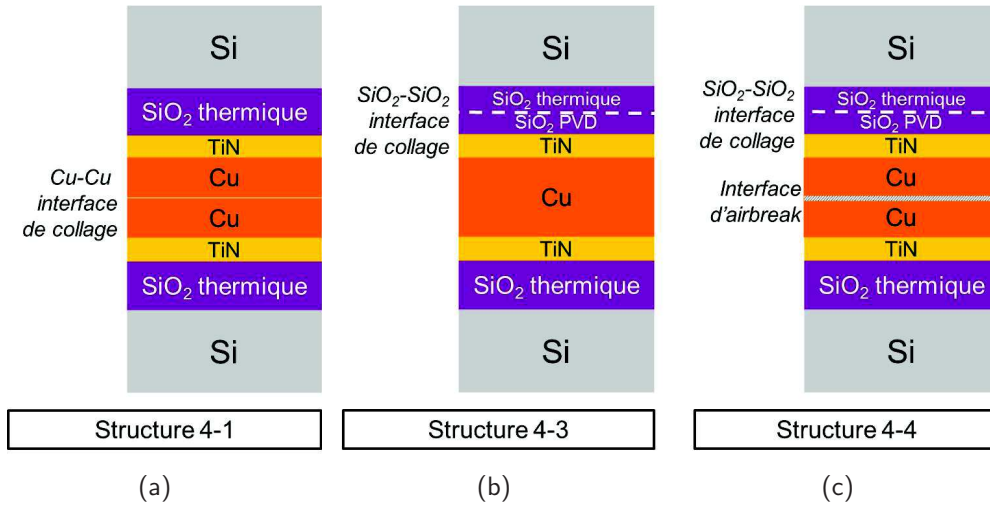 Si
SiO₂ thermique
TiN
Cu
Cu-Cu
interface
de collage
Cu
TiN
SiO₂ thermique
Si
Structure 4-1
(a)
Si
SiO₂-SiO₂
interface
de collage
SiO₂ thermique
SiO₂ PVD
TiN
Cu
TiN
SiO₂ thermique
Si
Structure 4-3
(b)
Si
SiO₂-SiO₂
interface
de collage
SiO₂ thermique
SiO₂ PVD
TiN
Cu
Interface
d'airbreak
Cu
TiN
SiO₂ thermique
Si
Structure 4-4
(c)